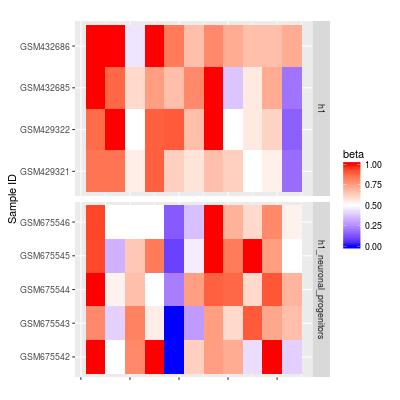 GSM432686
GSM432685
GSM429322
GSM429321
h1
GSM675546
GSM675545
GSM675544
GSM675543
GSM675542
h1_neuronal_progenitors
Sample ID
beta
1.00
0.75
0.50
0.25
0.00